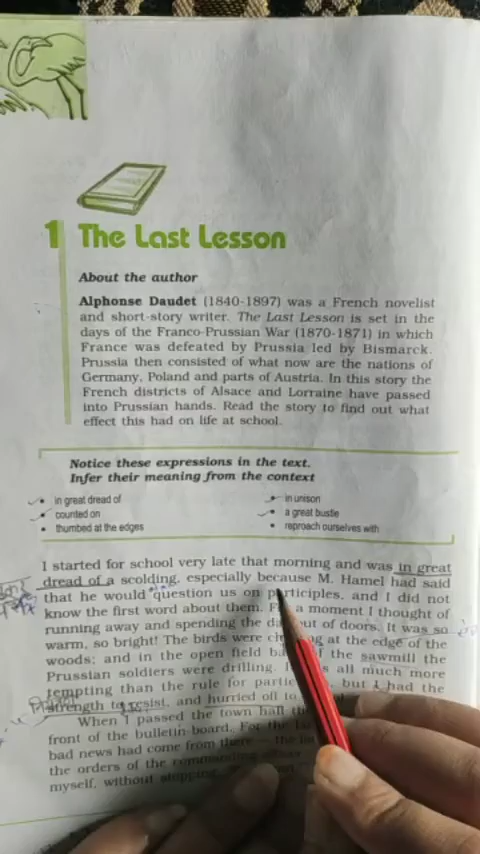 1 The Last Lesson
About the author
Alphonse Daudet (1840-1897) was a French novelist
and short-story writer. The Last Lesson is set in the
days of the Franco-Prussian War (1870-1871) in which
France was defeated by Prussia led by Bismarck.
Prussia then consisted of what now are the nations of
Germany, Poland and parts of Austria. In this story the
French districts of Alsace and Lorraine have passed
into Prussian hands. Read the story to find out what
effect this had on life at school.
Notice these expressions in the text.
Infer their meaning from the context
• in great dread of
• counted on
• thumbed at the edges
• in unison
• a great bustle
• reproach ourselves with
I started for school very late that morning and was in great
dread of a scolding, especially because M. Hamel had said
that he would question us on participles, and I did not
know the first word about them. a moment I thought of
running away and spending the out of doors. It was so
warm, so bright! The birds were at the edge of the
woods; and in the open field the sawmill the
Prussian soldiers were drilling. all much more
tempting than the rule for but I had the
strength to resist, and hurried off to
When I passed the town hall
front of the bulletin-board. For the
bad news had come from there —
the orders of the commanding
myself, without stopping,